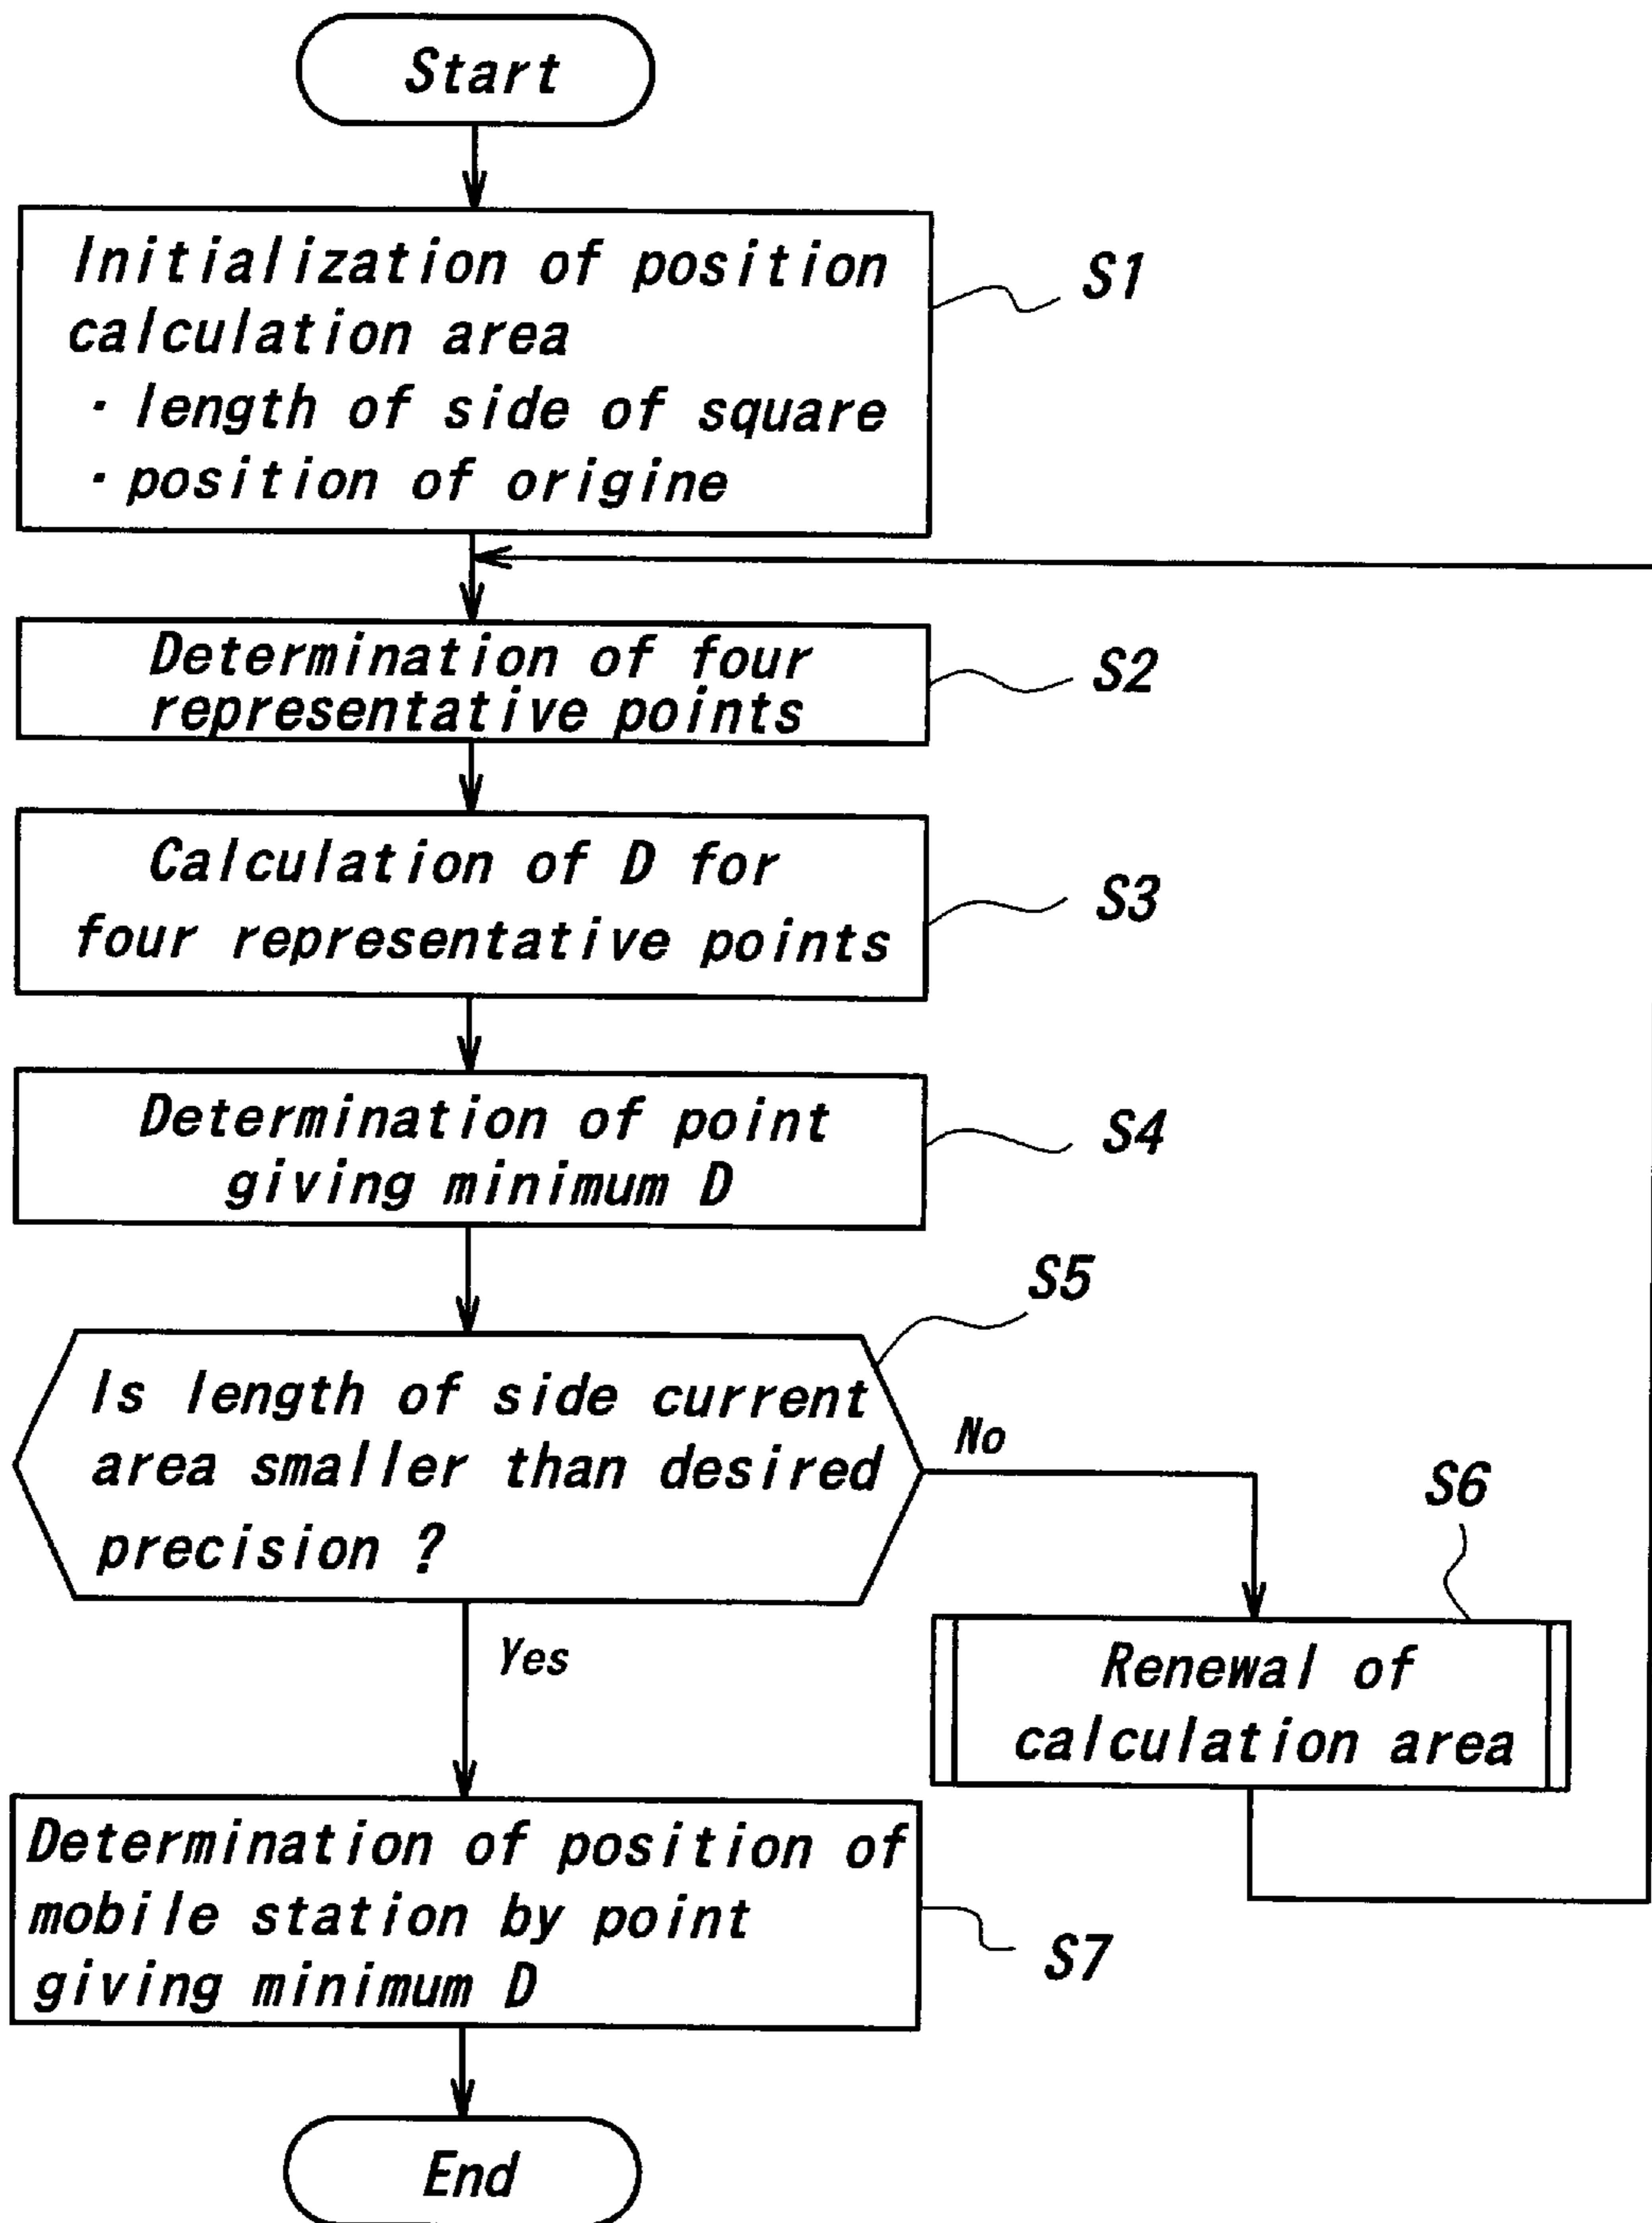 Start
Initialization of position
calculation area
· length of side of square
· position of origine
S1
Determination of four
representative points
S2
Calculation of D for
four representative points
S3
Determination of point
giving minimum D
S4
S5
Is length of side current
area smaller than desired
precision ?
No
S6
Yes
Renewal of
calculation area
Determination of position of
mobile station by point
giving minimum D
S7
End